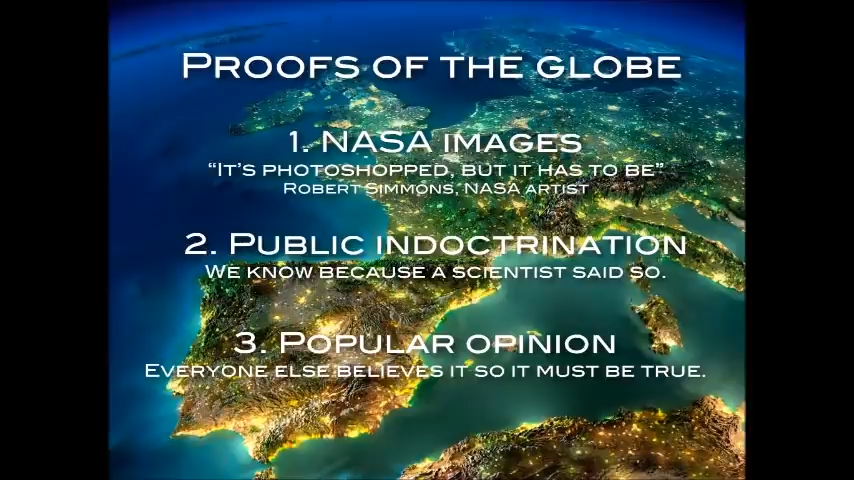 PROOFS OF THE GLOBE
1. NASA IMAGES
“IT'S PHOTOSHOPPED, BUT IT HAS TO BE”
ROBERT SIMMONS, NASA ARTIST
2. PUBLIC INDOCTRINATION
WE KNOW BECAUSE A SCIENTIST SAID SO.
3. POPULAR OPINION
EVERYONE ELSE BELIEVES IT SO IT MUST BE TRUE.